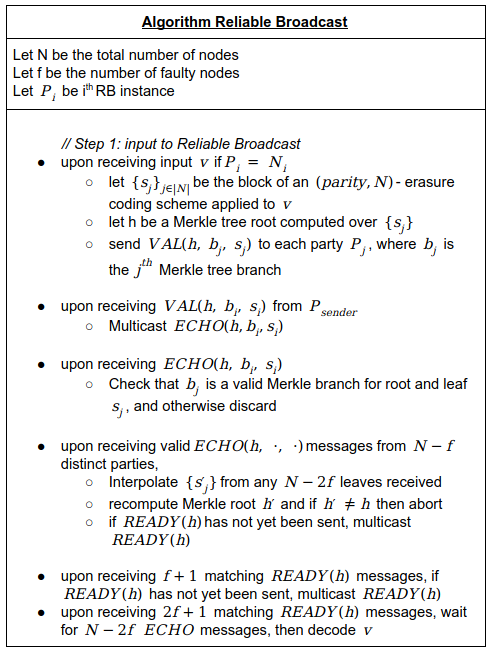 Algorithm Reliable Broadcast
Let N be the total number of nodes
Let f be the number of faulty nodes
Let P_i be i^th RB instance
// Step 1: input to Reliable Broadcast
● upon receiving input v if P_i = N_i
○ let {s_j}_j∈|N| be the block of an (parity, N) - erasure
coding scheme applied to v
○ let h be a Merkle tree root computed over {s_j}
○ send VAL(h, b_j, s_j) to each party P_j, where b_j is
the j^th Merkle tree branch
● upon receiving VAL(h, b_i, s_i) from P_sender
○ Multicast ECHO(h, b_i, s_i)
● upon receiving ECHO(h, b_i, s_i)
○ Check that b_j is a valid Merkle branch for root and leaf
s_j, and otherwise discard
● upon receiving valid ECHO(h, ·, ·) messages from N − f
distinct parties,
○ Interpolate {s′_j} from any N − 2f leaves received
○ recompute Merkle root h′ and if h′ ≠ h then abort
○ if READY(h) has not yet been sent, multicast
READY(h)
● upon receiving f + 1 matching READY(h) messages, if
READY(h) has not yet been sent, multicast READY(h)
● upon receiving 2f + 1 matching READY(h) messages, wait
for N − 2f ECHO messages, then decode v